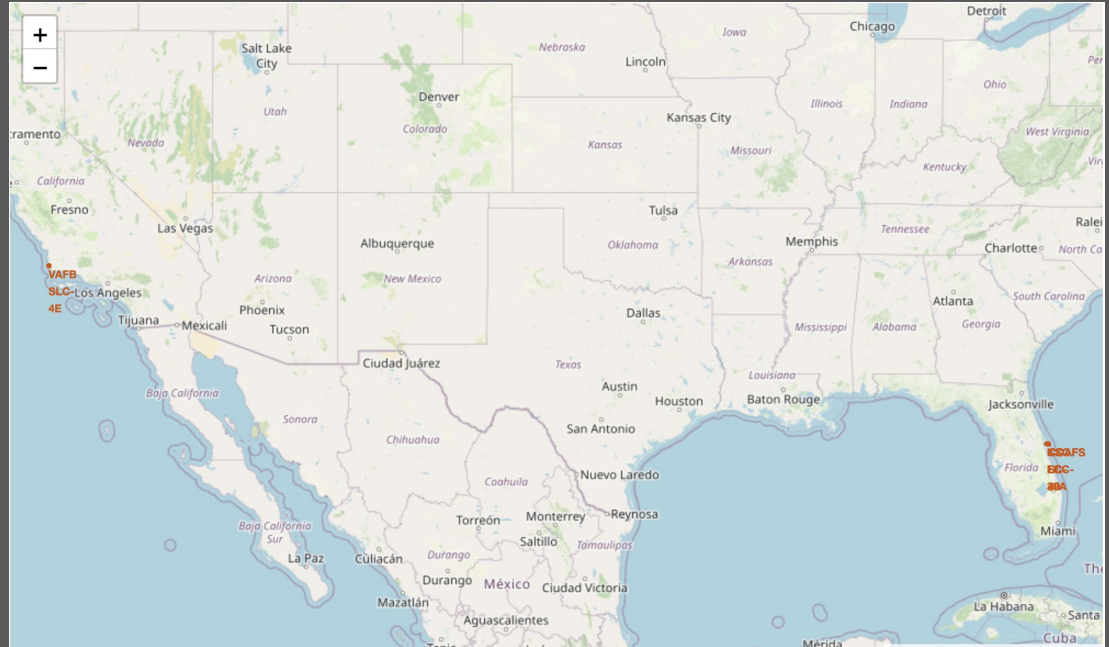 +
−
Detroit
Chicago
Iowa
Nebraska
Salt Lake
City
Lincoln
Denver
Ohio
Utah
Illinois
Indiana
Kansas City
Colorado
West Virginia
Nevada
Kansas
Missouri
Kentucky
California
Fresno
Tulsa
Las Vegas
Tennessee
Albuquerque
Oklahoma
Memphis
Charlotte
Arkansas
VAFB
SLC-
4E
Los Angeles
Arizona
New Mexico
South Carolina
Atlanta
Phoenix
Dallas
Tijuana
Mexicali
Tucson
Mississippi
Alabama
Georgia
Ciudad Juárez
Texas
Louisiana
Austin
Baja California
Houston
Baton Rouge
Jacksonville
Sonora
San Antonio
Chihuahua
Florida
Nuevo Laredo
Coahuila
Reynosa
Monterrey
Torreón
Baja California
Sur
Miami
Saltillo
Tamaulipas
La Paz
Culiacán
Durango
Durango
México
Ciudad Victoria
Mazatlán
La Habana
Santa
Aguascalientes
Cuba
Mérida